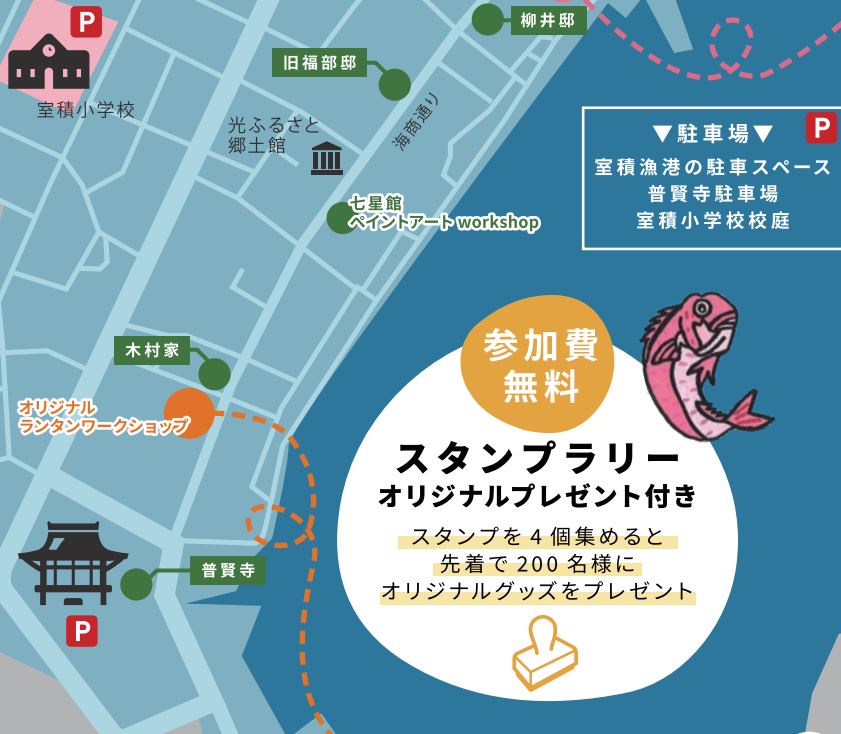 柳井邸
P
旧福部邸
室積小学校
光ふるさと
郷土館
海商通り
P
▼駐車場▼
室積漁港の駐車スペース
普賢寺駐車場
室積小学校校庭
七星館
ペイントアート workshop
木村家
オリジナル
ランタンワークショップ
参加費
無料
スタンプラリー
オリジナルプレゼント付き
スタンプを4個集めると
先着で200名様に
オリジナルグッズをプレゼント
普賢寺
P